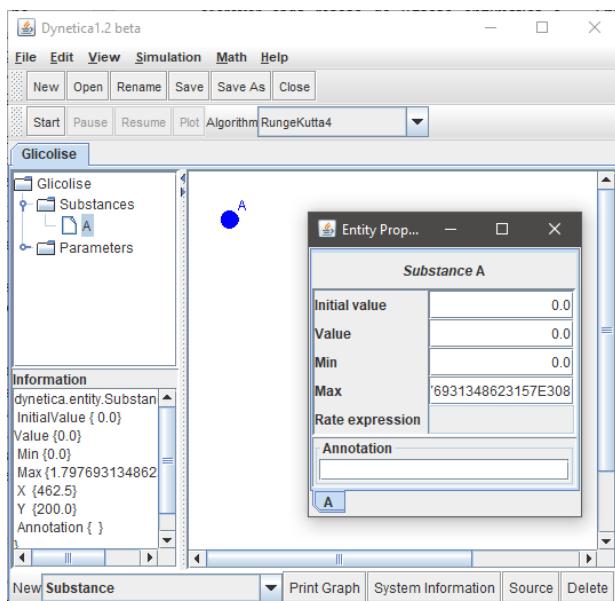 Dynetica1.2 beta
File Edit View Simulation Math Help
New Open Rename Save Save As Close
Start Pause Resume Plot Algorithm RungeKutta4
Glicolise
Glicolise
Substances
A
Parameters
A
Entity Prop...
Substance A
Initial value 0.0
Value 0.0
Min 0.0
Max '6931348623157E308
Rate expression
Annotation
A
Information
dynetica.entity.Substan
InitialValue { 0.0}
Value {0.0}
Min {0.0}
Max {1.797693134862
X {462.5}
Y {200.0}
Annotation { }
New Substance Print Graph System Information Source Delete